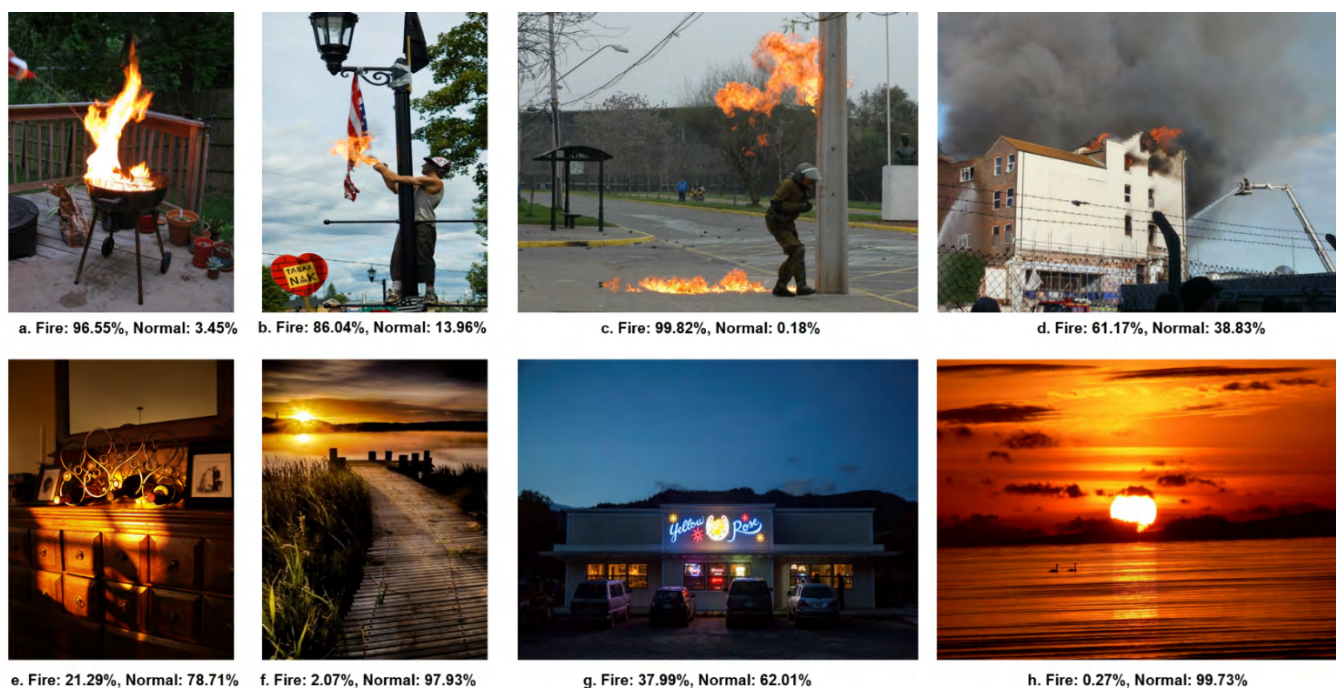 TABAK
NAK
a. Fire: 96.55%, Normal: 3.45%
b. Fire: 86.04%, Normal: 13.96%
c. Fire: 99.82%, Normal: 0.18%
d. Fire: 61.17%, Normal: 38.83%
Yellow Rose
e. Fire: 21.29%, Normal: 78.71%
f. Fire: 2.07%, Normal: 97.93%
g. Fire: 37.99%, Normal: 62.01%
h. Fire: 0.27%, Normal: 99.73%